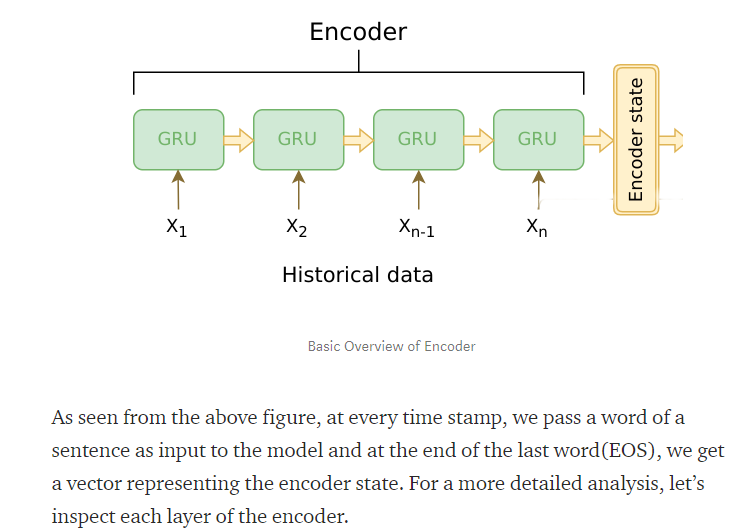 Encoder
GRU GRU GRU GRU
Encoder state
X1 X2 Xn-1 Xn
Historical data
Basic Overview of Encoder
As seen from the above figure, at every time stamp, we pass a word of a
sentence as input to the model and at the end of the last word(EOS), we get
a vector representing the encoder state. For a more detailed analysis, let’s
inspect each layer of the encoder.